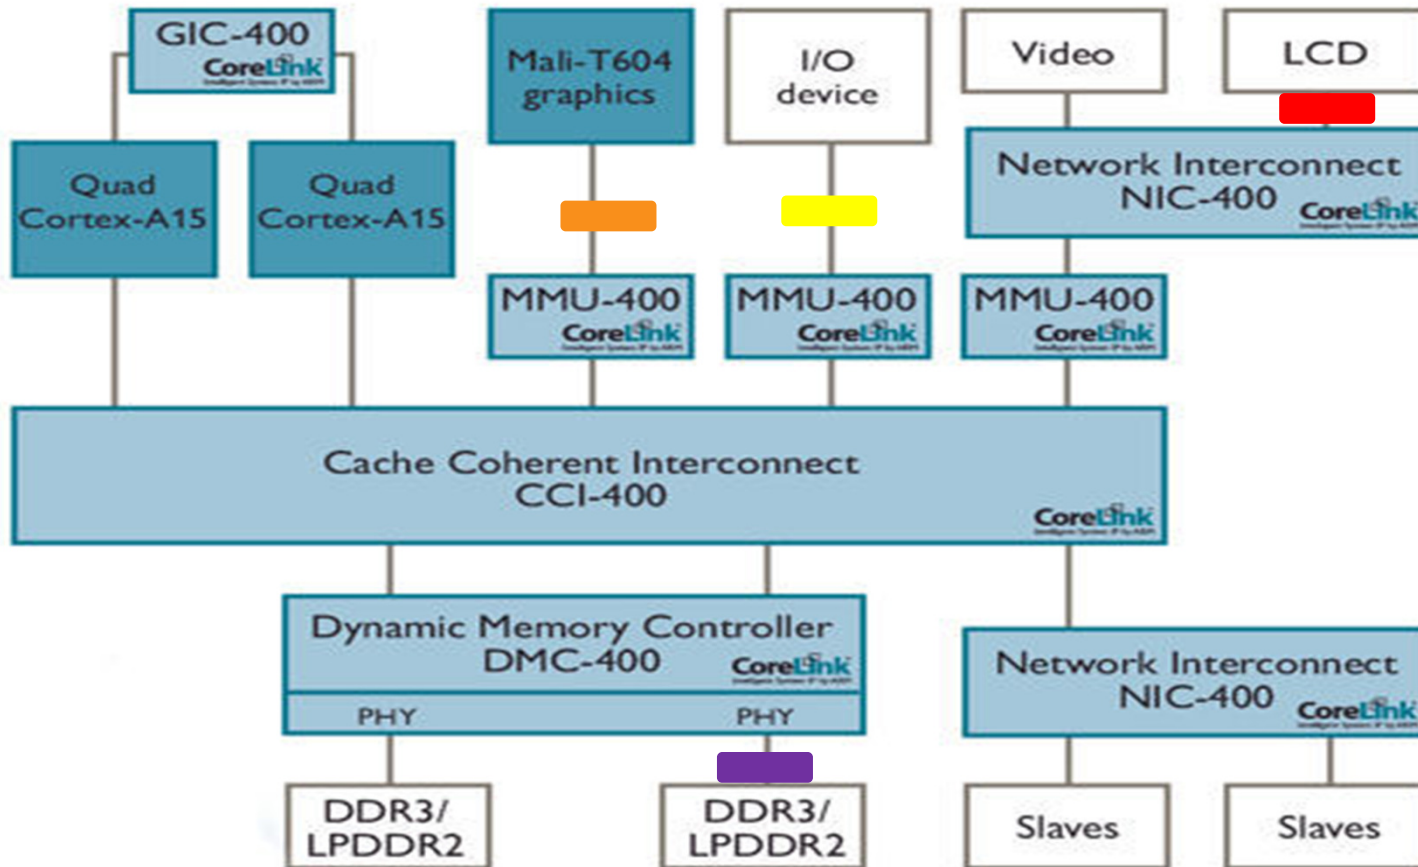 GIC-400
CoreLink
Mali-T604
graphics
I/O
device
Video
LCD
Quad
Cortex-A15
Quad
Cortex-A15
Network Interconnect
NIC-400
CoreLink
MMU-400
CoreLink
MMU-400
CoreLink
MMU-400
CoreLink
Cache Coherent Interconnect
CCI-400
CoreLink
Dynamic Memory Controller
DMC-400
CoreLink
PHY
PHY
Network Interconnect
NIC-400
CoreLink
DDR3/
LPDDR2
DDR3/
LPDDR2
Slaves
Slaves